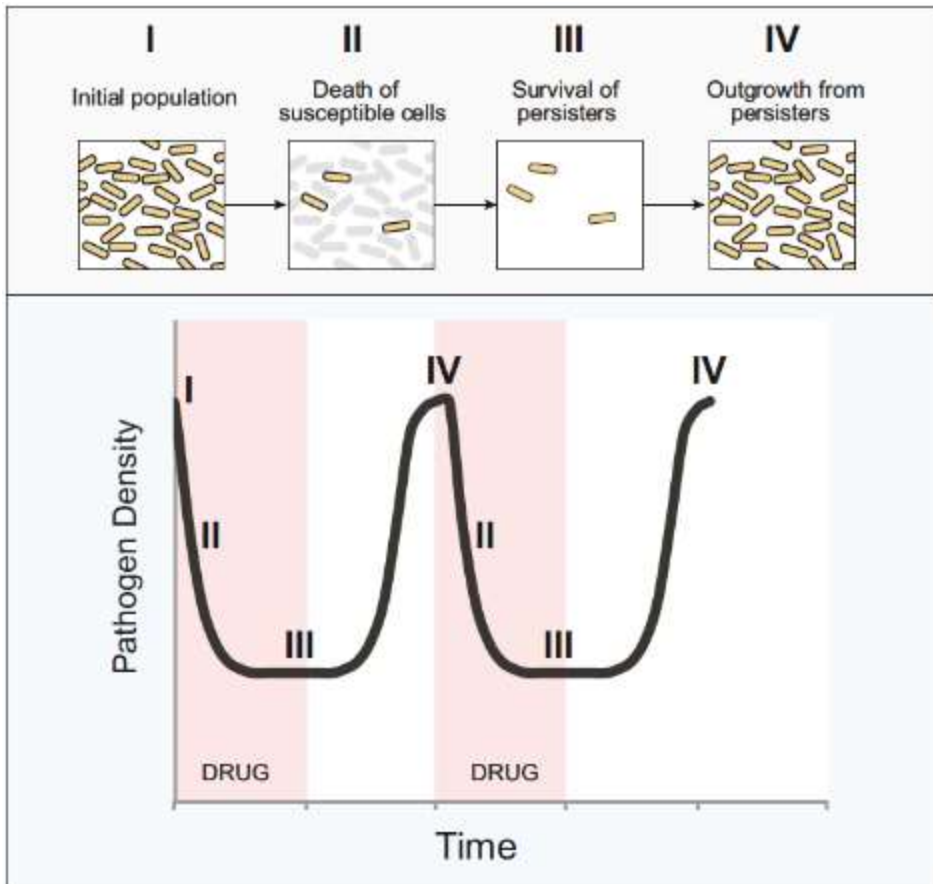 I
II
III
IV
Initial population
Death of
susceptible cells
Survival of
persisters
Outgrowth from
persisters
Pathogen Density
I
II
III
IV
II
III
IV
DRUG
DRUG
Time